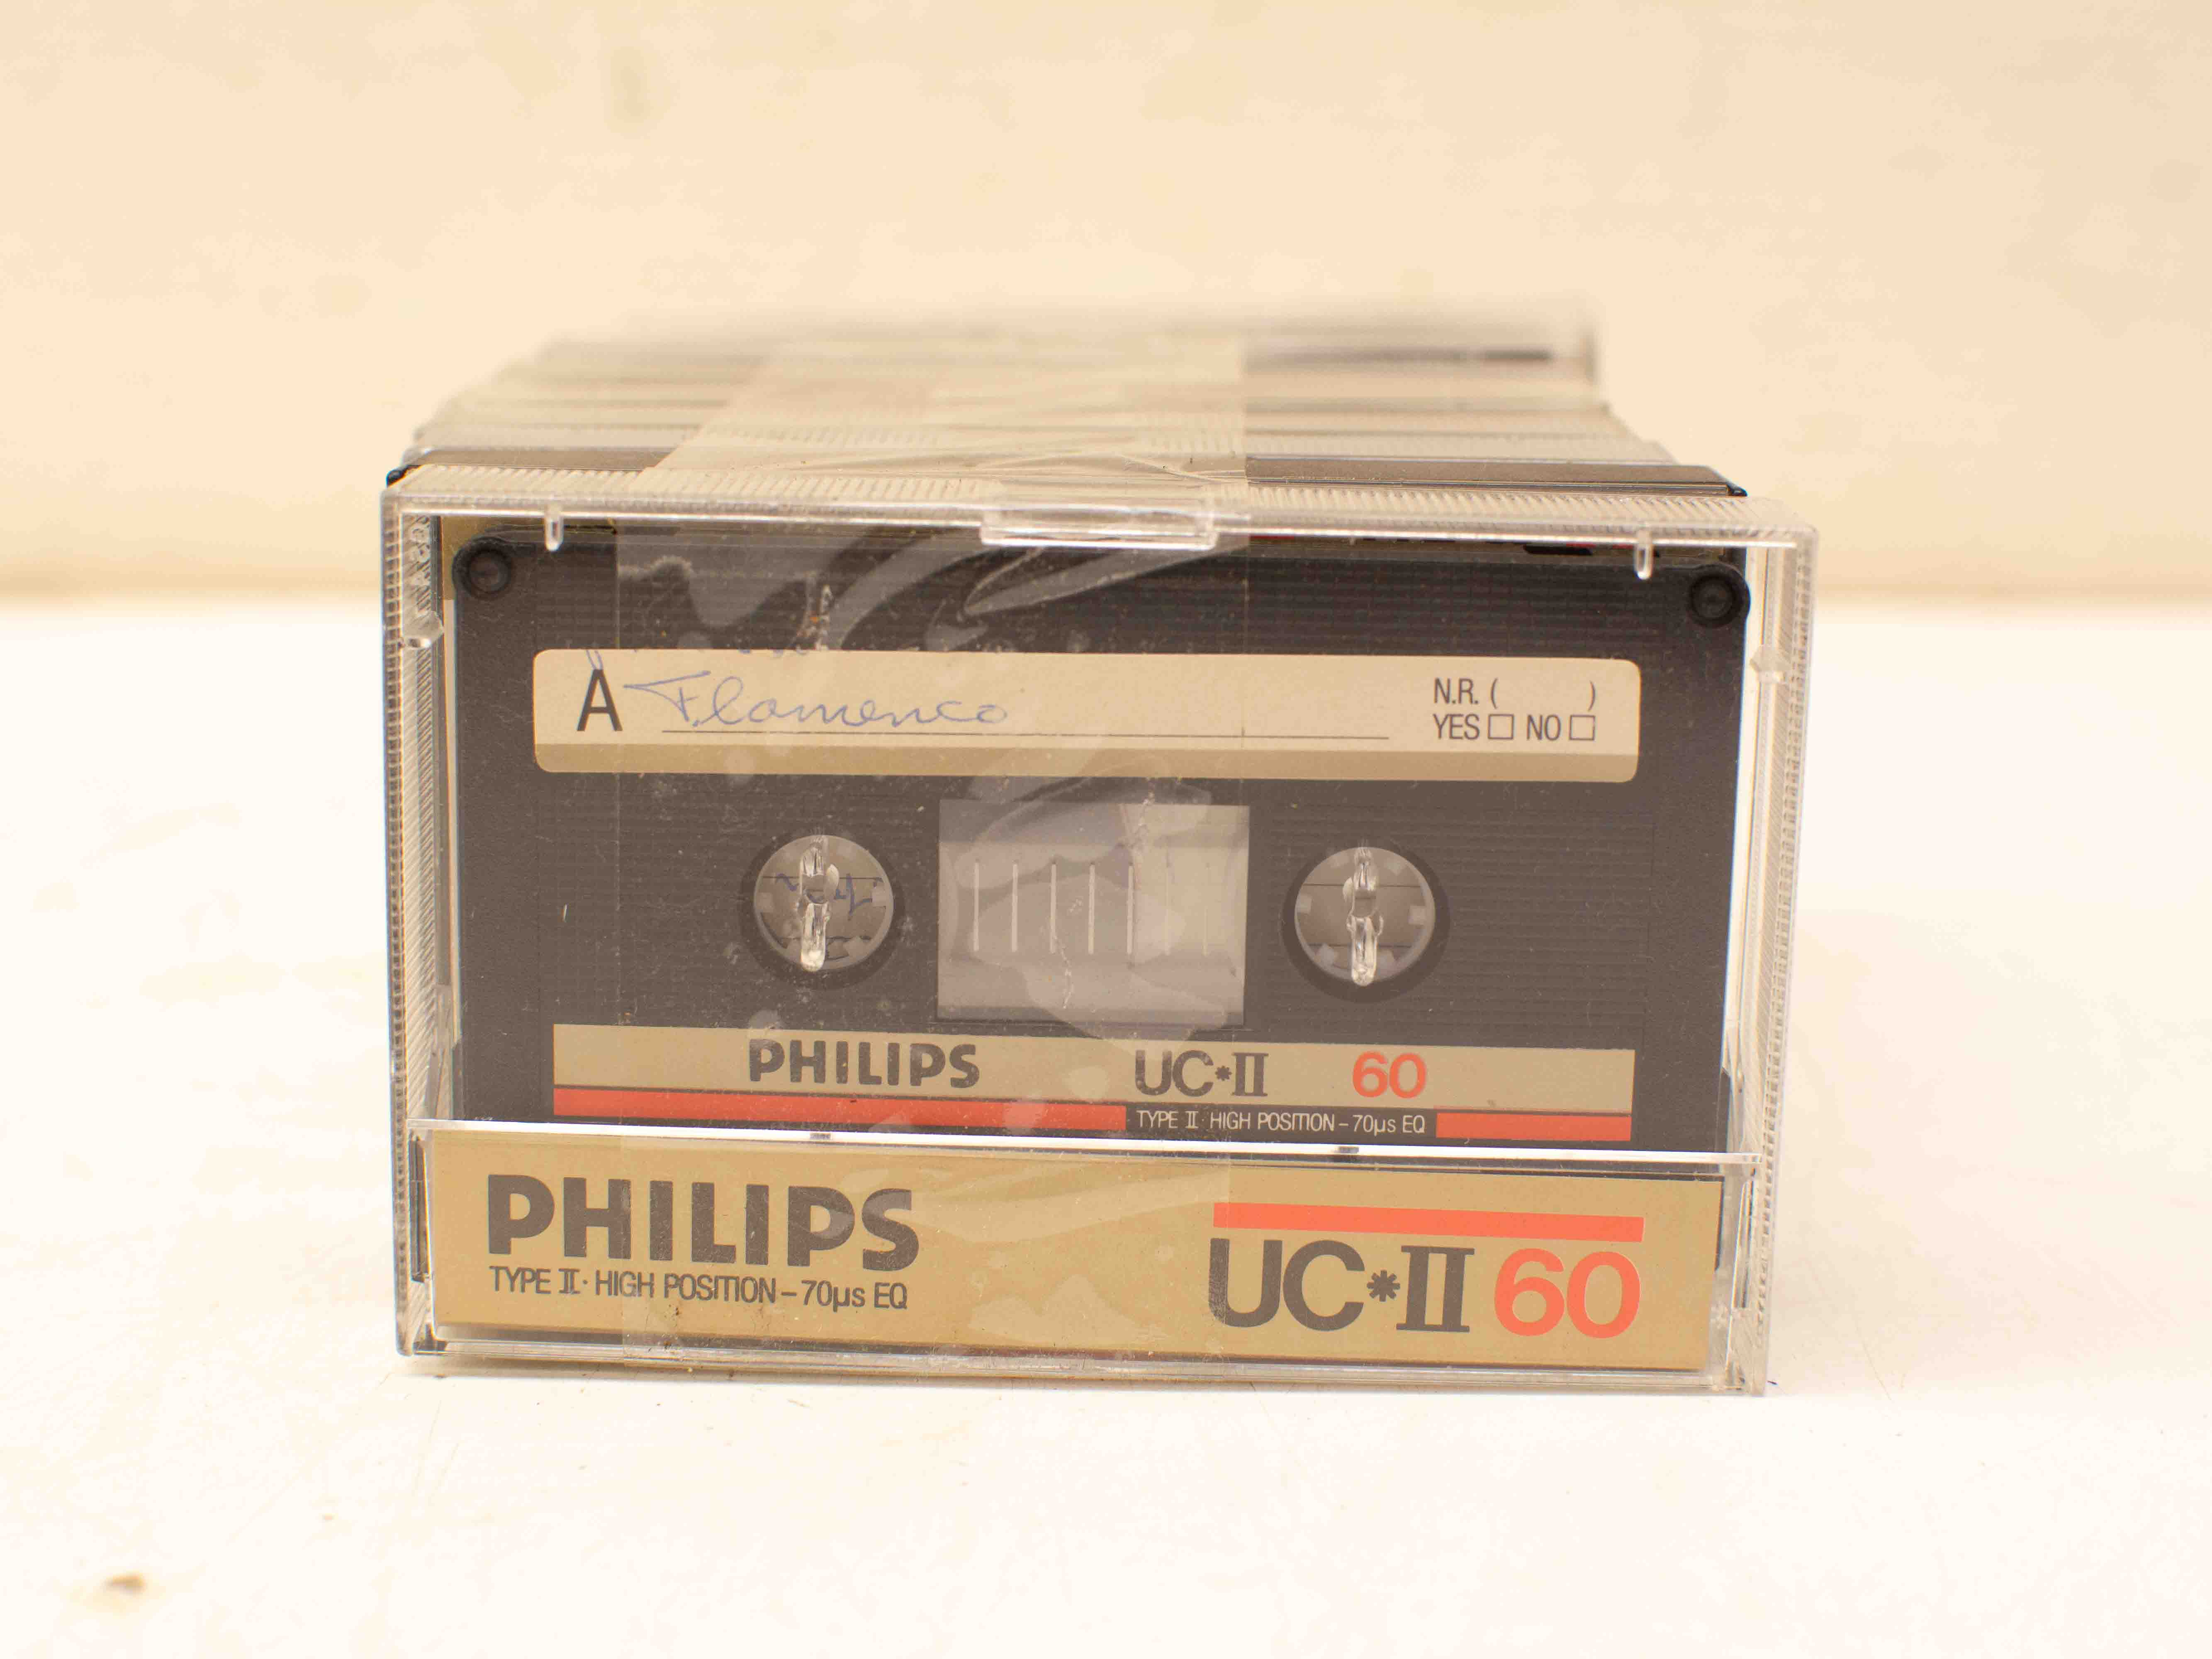 A Flamenco N.R. ( )
YES □ NO □
PHILIPS UC*II 60
TYPE II · HIGH POSITION – 70µs EQ
PHILIPS
TYPE II · HIGH POSITION – 70µs EQ
UC*II 60